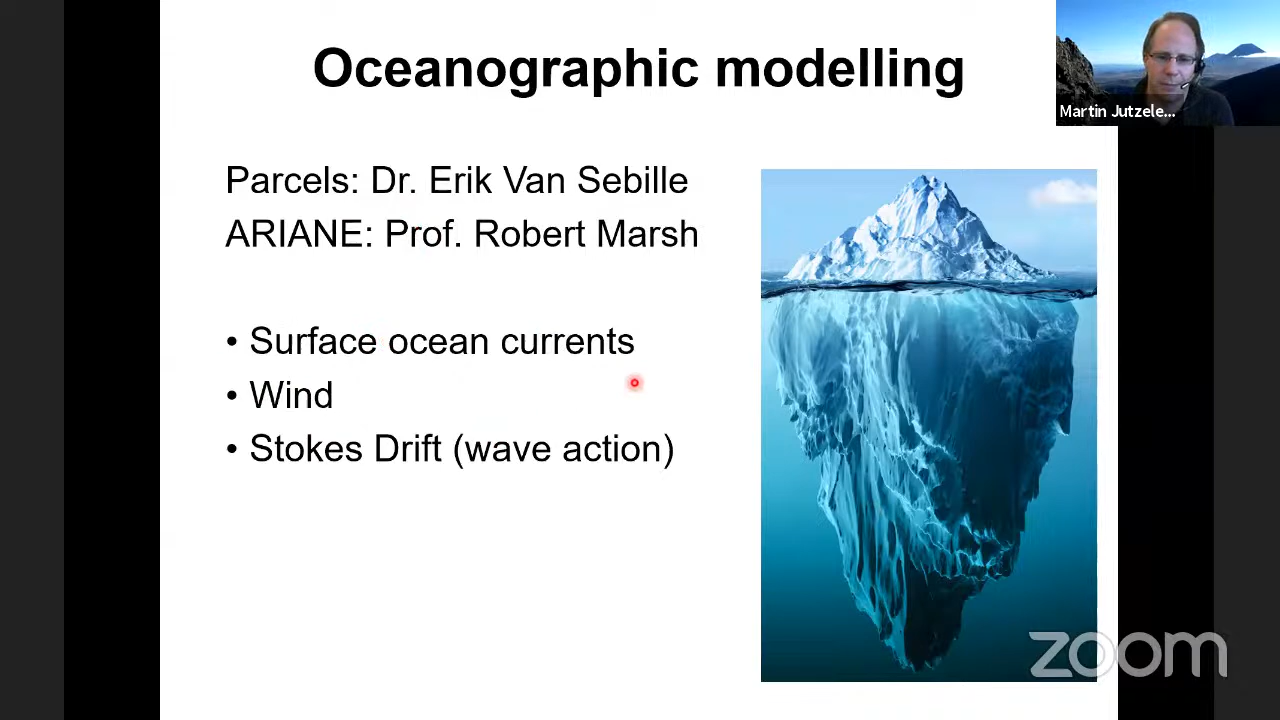 Oceanographic modelling
Martin Jutzele...
Parcels: Dr. Erik Van Sebille
ARIANE: Prof. Robert Marsh
• Surface ocean currents
• Wind
• Stokes Drift (wave action)
zoom